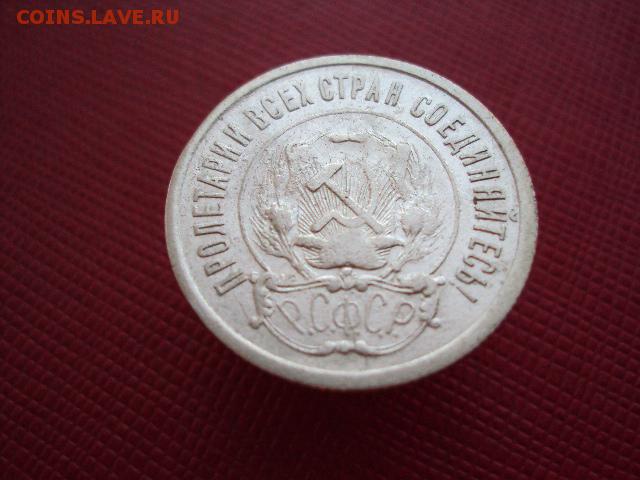 COINS.LAVE.RU
ПРОЛЕТАРИИ ВСЕХ СТРАН, СОЕДИНЯЙТЕСЬ!
Р.С.Ф.С.Р.